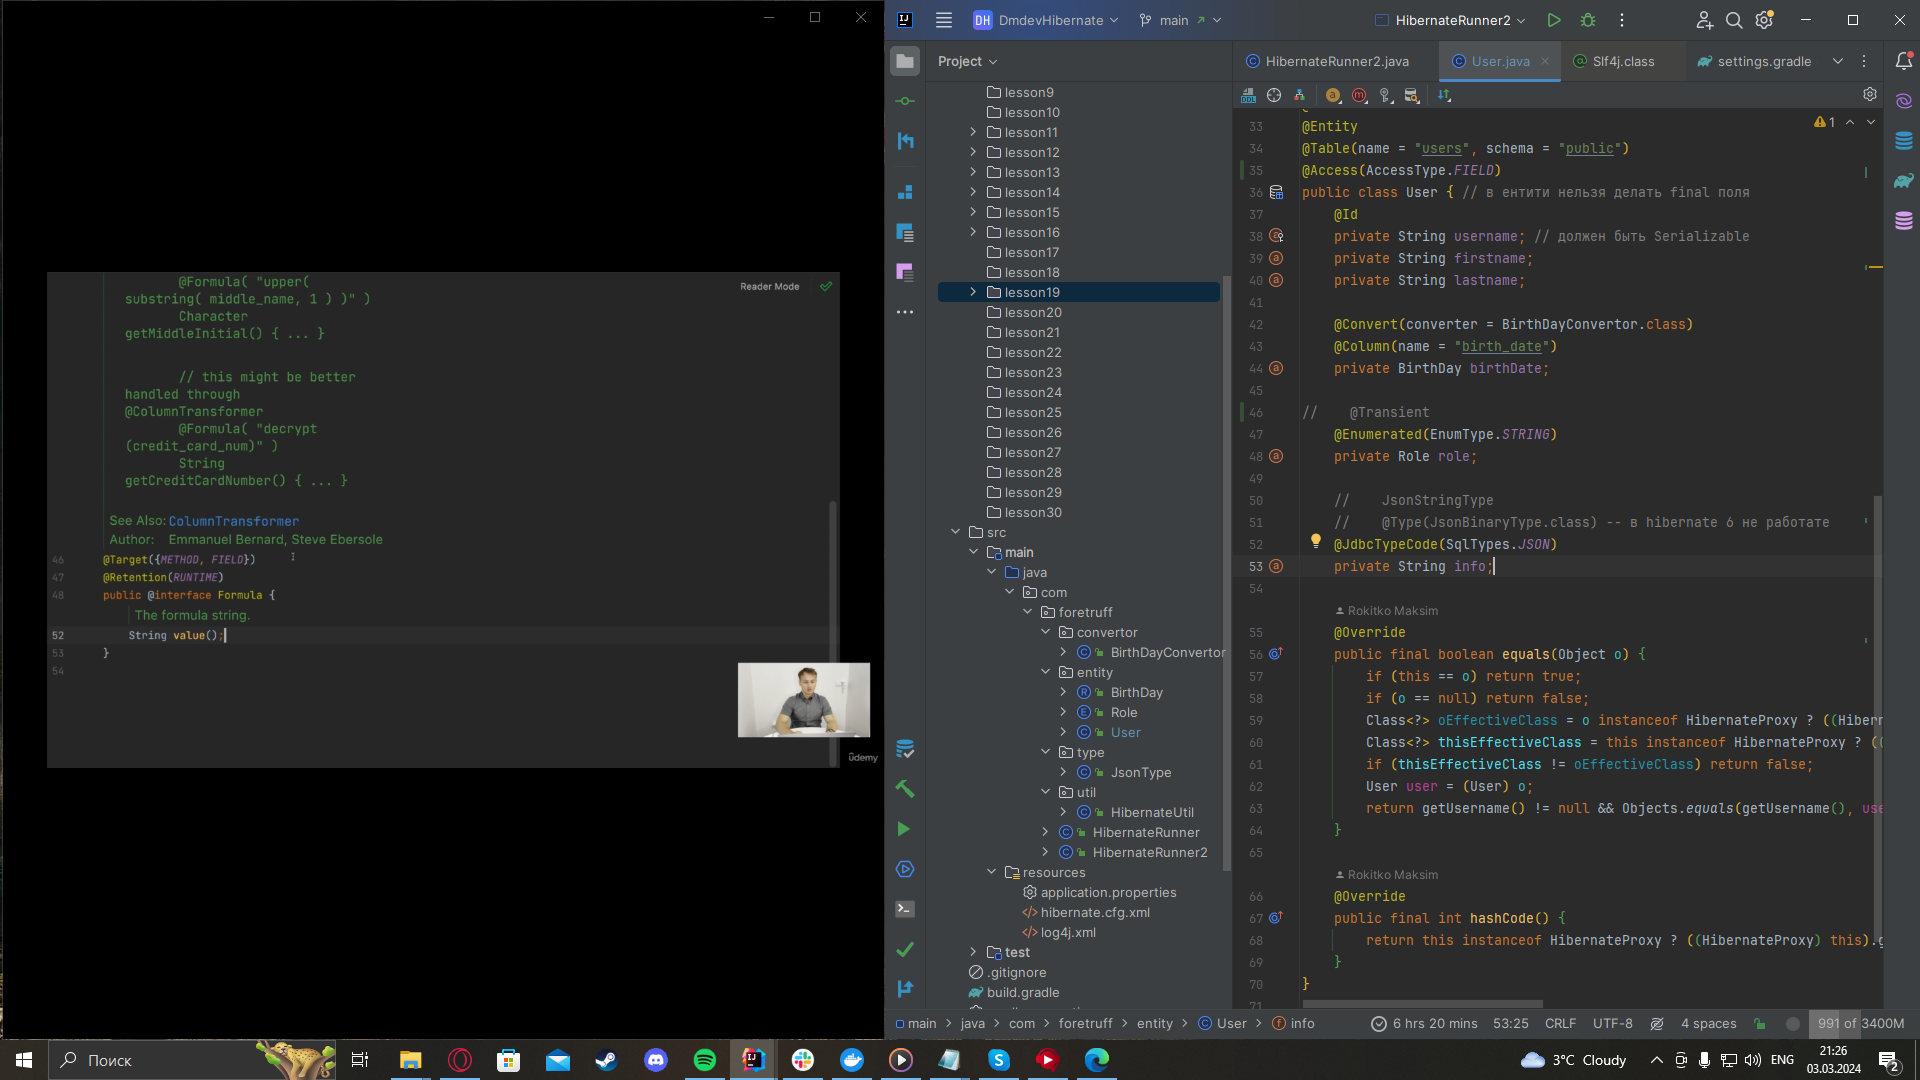 @Formula( "upper(
substring( middle_name, 1 ) )" )
Character
getMiddleInitial() { ... }
// this might be better
handled through
@ColumnTransformer
@Formula( "decrypt
(credit_card_num)" )
String
getCreditCardNumber() { ... }
See Also: ColumnTransformer
Author: Emmanuel Bernard, Steve Ebersole
46 @Target({METHOD, FIELD})
47 @Retention(RUNTIME)
48 public @interface Formula {
The formula string.
52 String value();
53 }
54
Reader Mode
ûdemy
DH DmdevHibernate
main
HibernateRunner2
Project
lesson9
lesson10
lesson11
lesson12
lesson13
lesson14
lesson15
lesson16
lesson17
lesson18
lesson19
lesson20
lesson21
lesson22
lesson23
lesson24
lesson25
lesson26
lesson27
lesson28
lesson29
lesson30
src
main
java
com
foretruff
convertor
BirthDayConvertor
entity
BirthDay
Role
User
type
JsonType
util
HibernateUtil
HibernateRunner
HibernateRunner2
resources
application.properties
hibernate.cfg.xml
log4j.xml
test
.gitignore
build.gradle
HibernateRunner2.java
User.java
Slf4j.class
settings.gradle
1
33 @Entity
34 @Table(name = "users", schema = "public")
35 @Access(AccessType.FIELD)
36 public class User { // в ентити нельзя делать final поля
37 @Id
38 private String username; // должен быть Serializable
39 private String firstname;
40 private String lastname;
41
42 @Convert(converter = BirthDayConvertor.class)
43 @Column(name = "birth_date")
44 private BirthDay birthDate;
45
46 // @Transient
47 @Enumerated(EnumType.STRING)
48 private Role role;
49
50 // JsonStringType
51 // @Type(JsonBinaryType.class) -- в hibernate 6 не работате
52 @JdbcTypeCode(SqlTypes.JSON)
53 private String info;
54
Rokitko Maksim
55 @Override
56 public final boolean equals(Object o) {
57 if (this == o) return true;
58 if (o == null) return false;
59 Class<?> oEffectiveClass = o instanceof HibernateProxy ? ((Hiber
60 Class<?> thisEffectiveClass = this instanceof HibernateProxy ? ((
61 if (thisEffectiveClass != oEffectiveClass) return false;
62 User user = (User) o;
63 return getUsername() != null && Objects.equals(getUsername(), use
64 }
65
Rokitko Maksim
66 @Override
67 public final int hashCode() {
68 return this instanceof HibernateProxy ? ((HibernateProxy) this).g
69 }
70 }
71
main > java > com > foretruff > entity > User > info
6 hrs 20 mins 53:25 CRLF UTF-8 4 spaces 991 of 3400M
Поиск
3°C Cloudy
ENG
21:26
03.03.2024
2